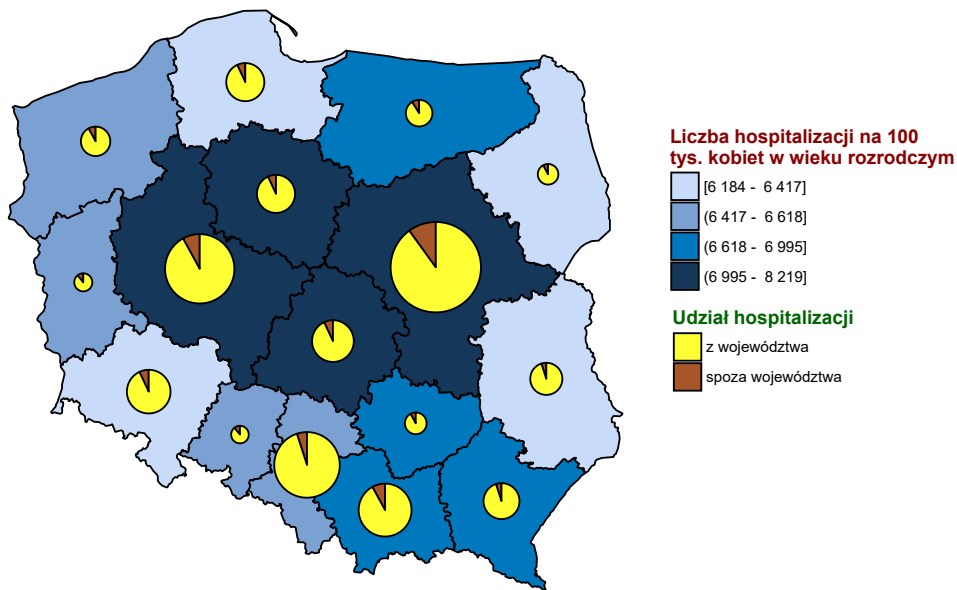 Liczba hospitalizacji na 100
tys. kobiet w wieku rozrodczym
[6 184 - 6 417]
(6 417 - 6 618]
(6 618 - 6 995]
(6 995 - 8 219]
Udział hospitalizacji
z województwa
spoza województwa